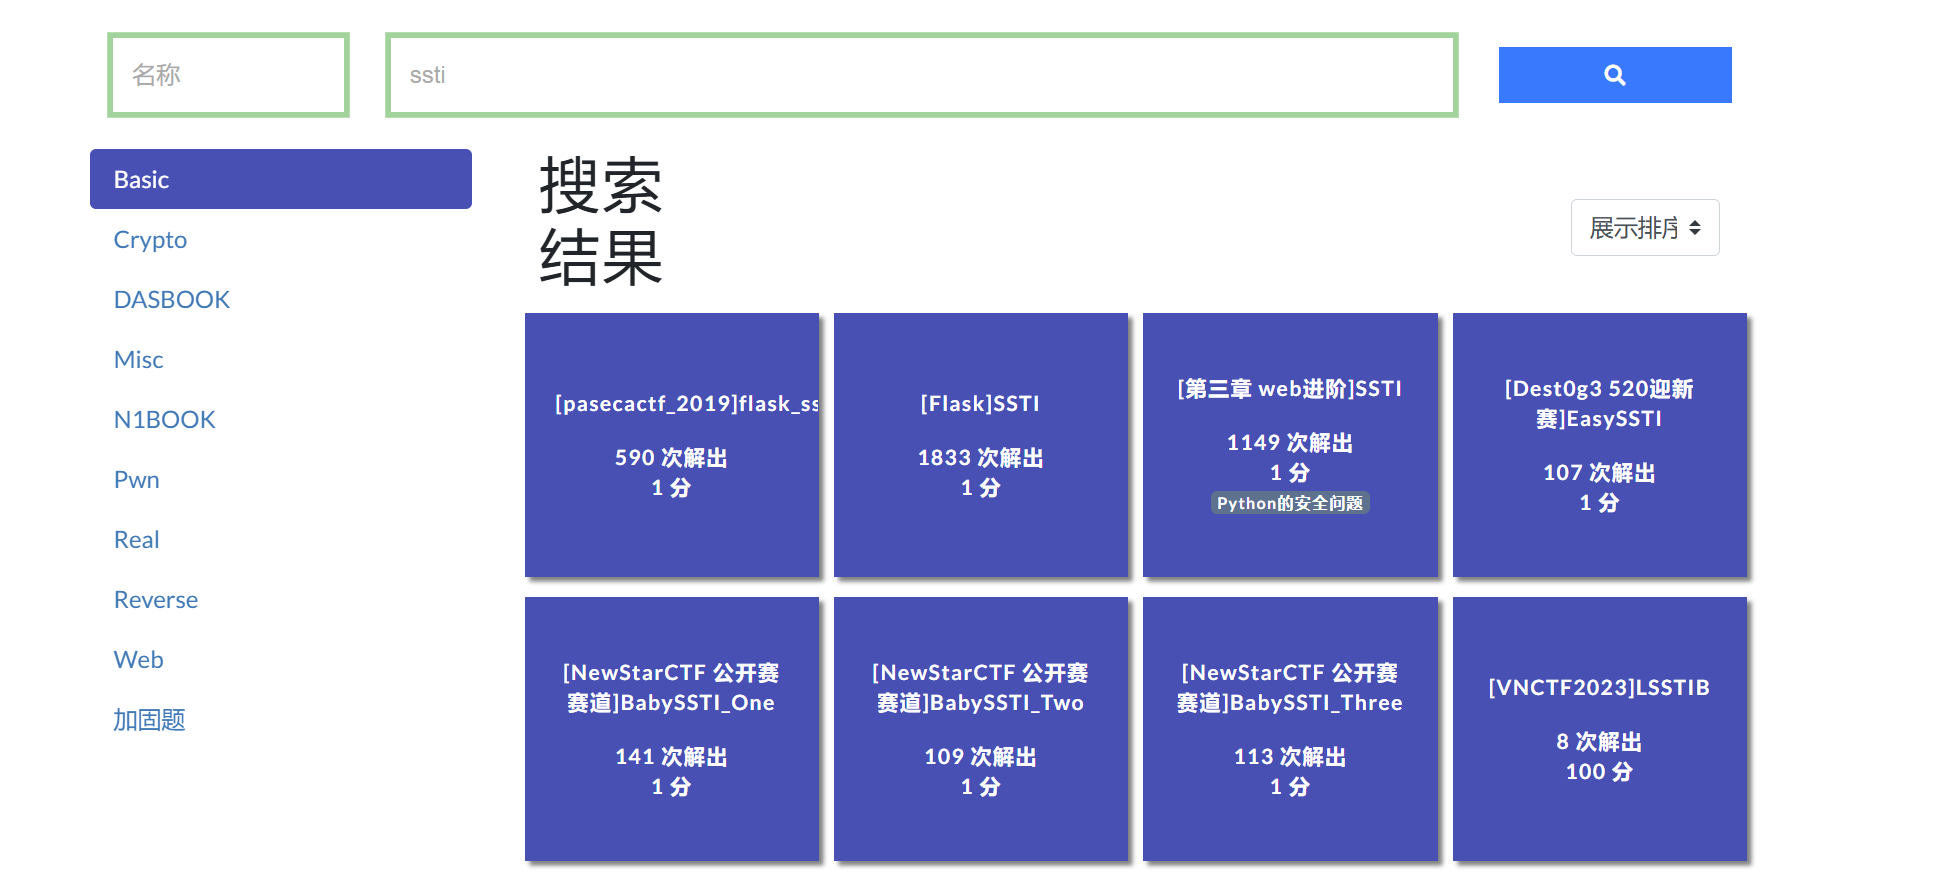 名称
ssti
Basic
Crypto
DASBOOK
Misc
N1BOOK
Pwn
Real
Reverse
Web
加固题
搜索
结果
展示排序
[pasecactf_2019]flask_ss
590 次解出
1 分
[Flask]SSTI
1833 次解出
1 分
[第三章 web进阶]SSTI
1149 次解出
1 分
Python的安全问题
[Dest0g3 520迎新
赛]EasySSTI
107 次解出
1 分
[NewStarCTF 公开赛
赛道]BabySSTI_One
141 次解出
1 分
[NewStarCTF 公开赛
赛道]BabySSTI_Two
109 次解出
1 分
[NewStarCTF 公开赛
赛道]BabySSTI_Three
113 次解出
1 分
[VNCTF2023]LSSTIB
8 次解出
100 分